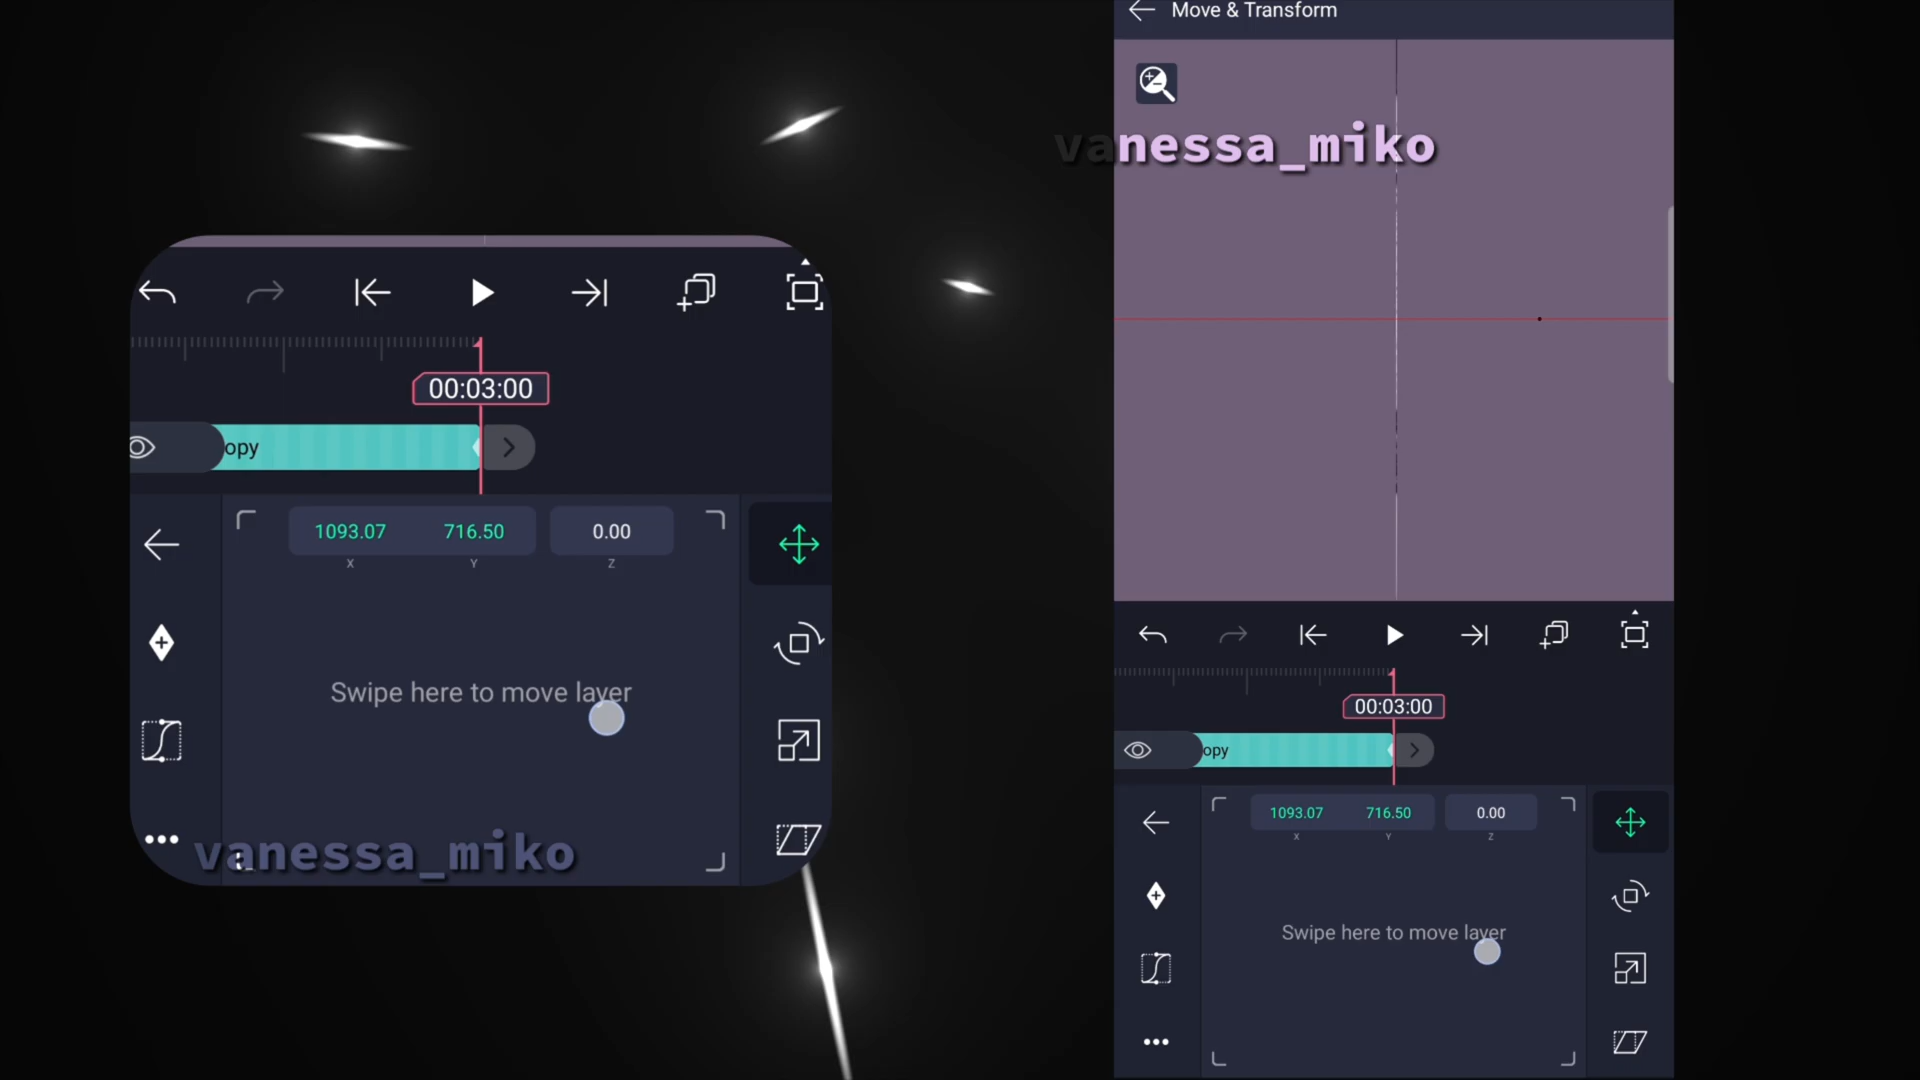 Move & Transform
vanessa_miko
00:03:00
opy
1093.07 716.50 0.00
X Y Z
Swipe here to move layer
vanessa_miko
00:03:00
opy
1093.07 716.50 0.00
X Y Z
Swipe here to move layer